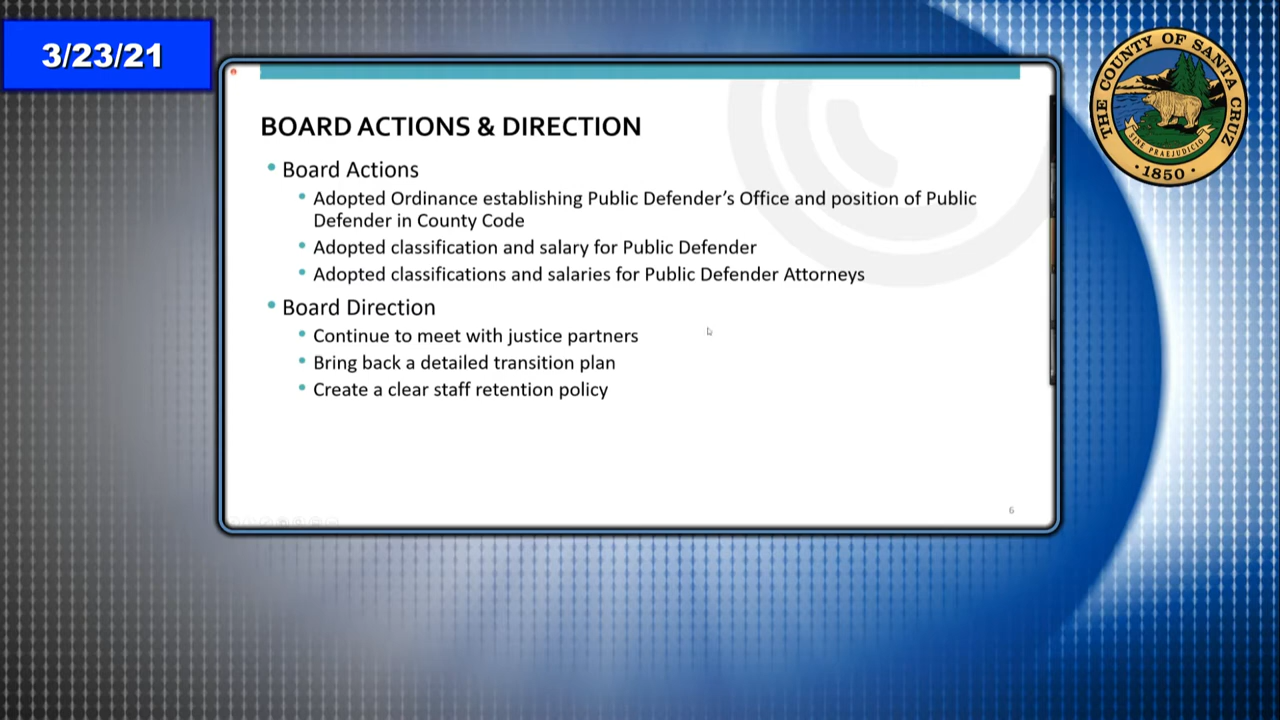 3/23/21
THE COUNTY OF SANTA CRUZ
SINE PRAEJUDICIO
• 1850 •
BOARD ACTIONS & DIRECTION
• Board Actions
• Adopted Ordinance establishing Public Defender’s Office and position of Public
Defender in County Code
• Adopted classification and salary for Public Defender
• Adopted classifications and salaries for Public Defender Attorneys
• Board Direction
• Continue to meet with justice partners
• Bring back a detailed transition plan
• Create a clear staff retention policy
6